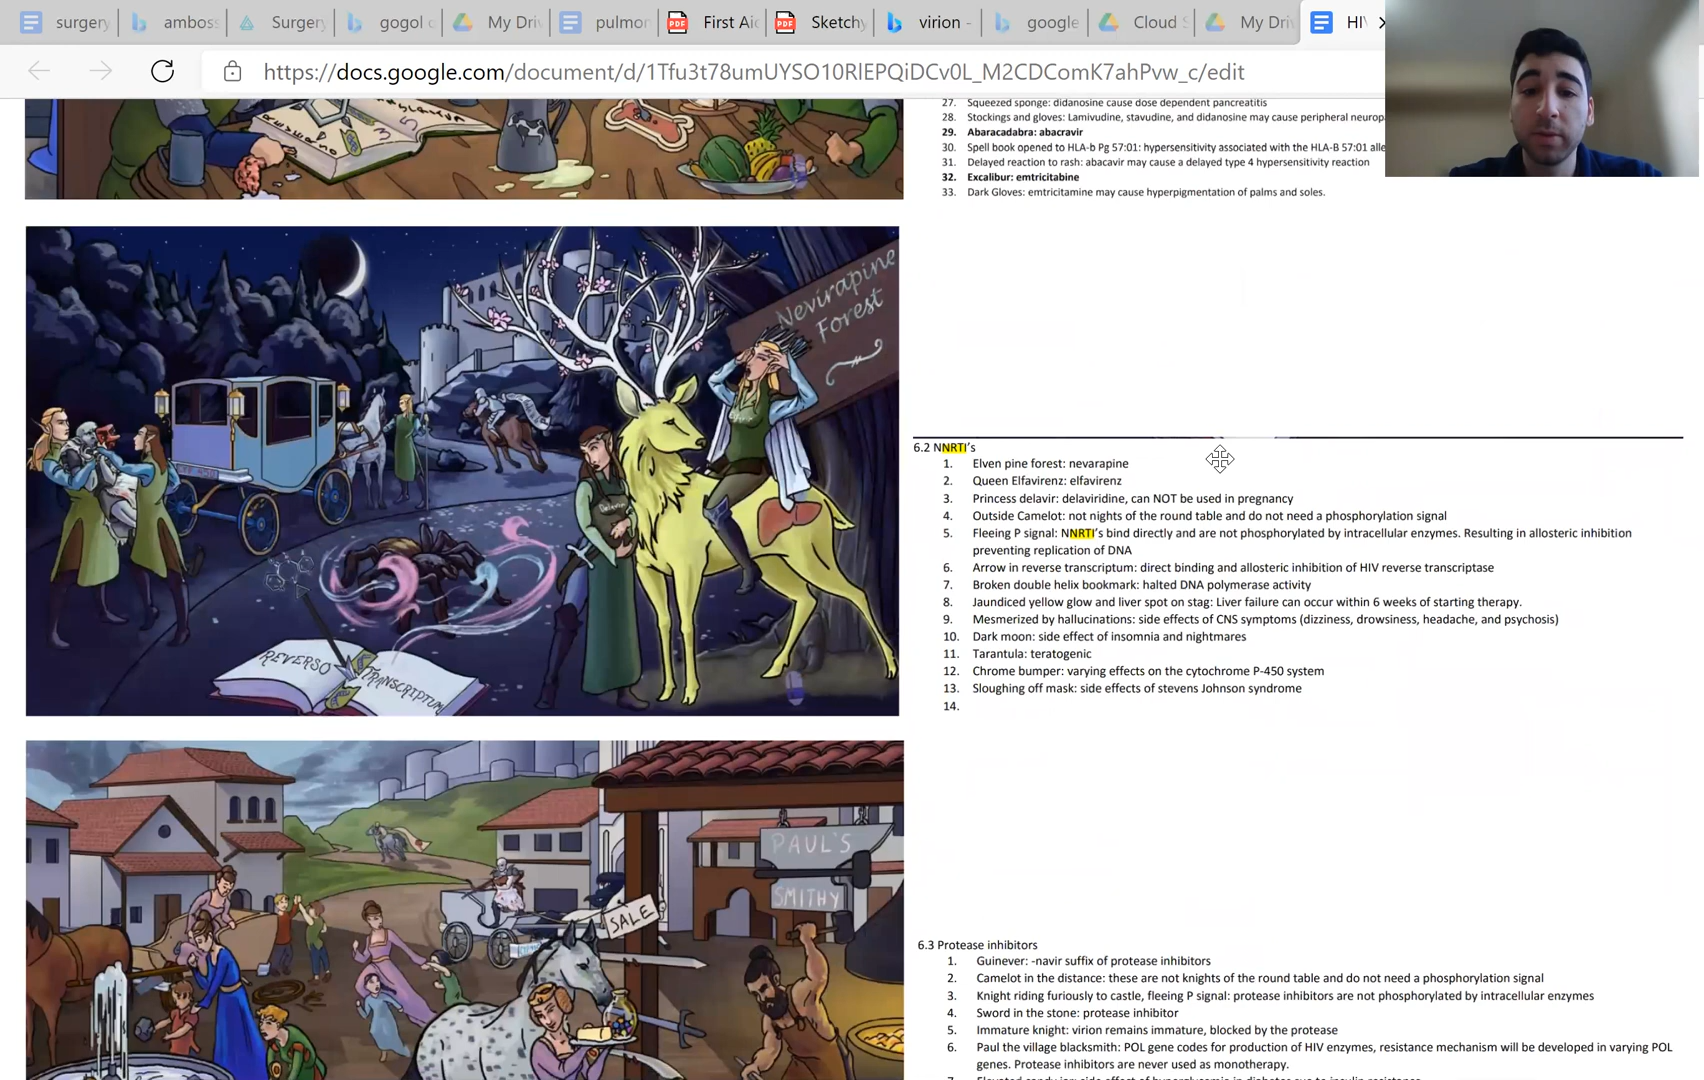 surgery
amboss
Surgery
gogol c
My Driv
pulmon
First Aid
Sketchy
virion -
google
Cloud S
My Driv
HIV
https://docs.google.com/document/d/1Tfu3t78umUYSO10RlEPQiDCv0L_M2CDComK7ahPvw_c/edit
27. Squeezed sponge: didanosine cause dose dependent pancreatitis
28. Stockings and gloves: Lamivudine, stavudine, and didanosine may cause peripheral neurop
29. Abaracadabra: abacravir
30. Spell book opened to HLA-b Pg 57:01: hypersensitivity associated with the HLA-B 57:01 alle
31. Delayed reaction to rash: abacavir may cause a delayed type 4 hypersensitivity reaction
32. Excalibur: emtricitabine
33. Dark Gloves: emtricitamine may cause hyperpigmentation of palms and soles.
Nevirapine
Forest
REVERSO
TRANSCRIPTUM
6.2 NNRTI's
1. Elven pine forest: nevarapine
2. Queen Elfavirenz: elfavirenz
3. Princess delavir: delaviridine, can NOT be used in pregnancy
4. Outside Camelot: not nights of the round table and do not need a phosphorylation signal
5. Fleeing P signal: NNRTI's bind directly and are not phosphorylated by intracellular enzymes. Resulting in allosteric inhibition
preventing replication of DNA
6. Arrow in reverse transcriptum: direct binding and allosteric inhibition of HIV reverse transcriptase
7. Broken double helix bookmark: halted DNA polymerase activity
8. Jaundiced yellow glow and liver spot on stag: Liver failure can occur within 6 weeks of starting therapy.
9. Mesmerized by hallucinations: side effects of CNS symptoms (dizziness, drowsiness, headache, and psychosis)
10. Dark moon: side effect of insomnia and nightmares
11. Tarantula: teratogenic
12. Chrome bumper: varying effects on the cytochrome P-450 system
13. Sloughing off mask: side effects of stevens Johnson syndrome
14.
PAUL'S
SMITHY
SALE
6.3 Protease inhibitors
1. Guinever: -navir suffix of protease inhibitors
2. Camelot in the distance: these are not knights of the round table and do not need a phosphorylation signal
3. Knight riding furiously to castle, fleeing P signal: protease inhibitors are not phosphorylated by intracellular enzymes
4. Sword in the stone: protease inhibitor
5. Immature knight: virion remains immature, blocked by the protease
6. Paul the village blacksmith: POL gene codes for production of HIV enzymes, resistance mechanism will be developed in varying POL
genes. Protease inhibitors are never used as monotherapy.